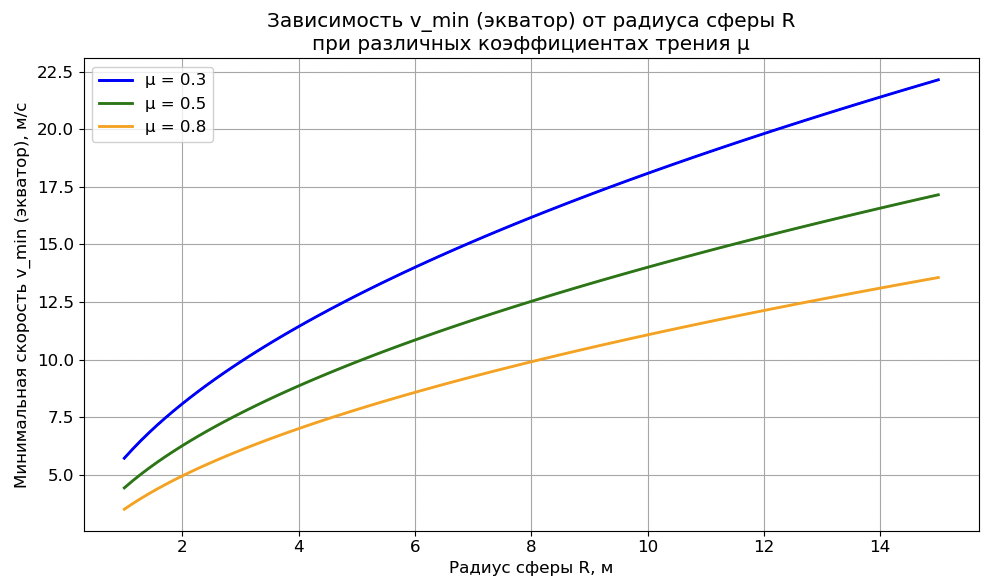 Зависимость v_min (экватор) от радиуса сферы R
при различных коэффициентах трения μ
Минимальная скорость v_min (экватор), м/с
22.5
20.0
17.5
15.0
12.5
10.0
7.5
5.0
μ = 0.3
μ = 0.5
μ = 0.8
2
4
6
8
10
12
14
Радиус сферы R, м